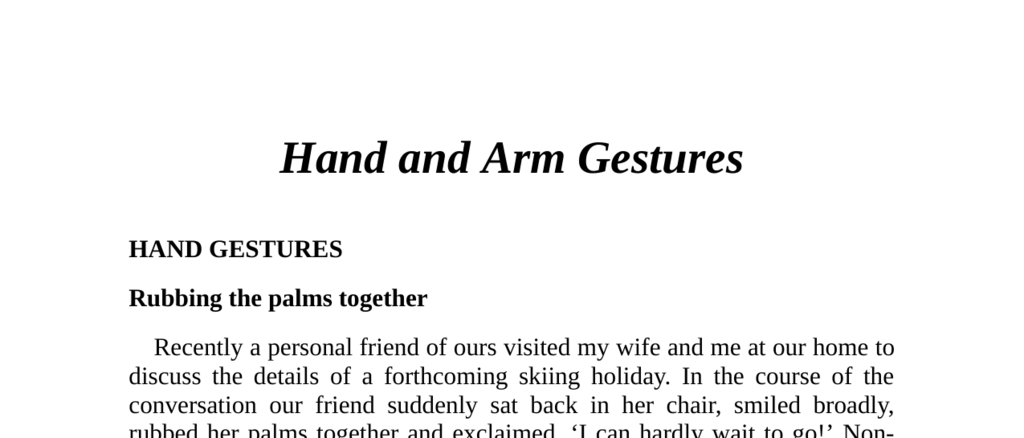 Hand and Arm Gestures
HAND GESTURES
Rubbing the palms together
Recently a personal friend of ours visited my wife and me at our home to
discuss the details of a forthcoming skiing holiday. In the course of the
conversation our friend suddenly sat back in her chair, smiled broadly,
rubbed her palms together and exclaimed, ‘I can hardly wait to go!’ Non-